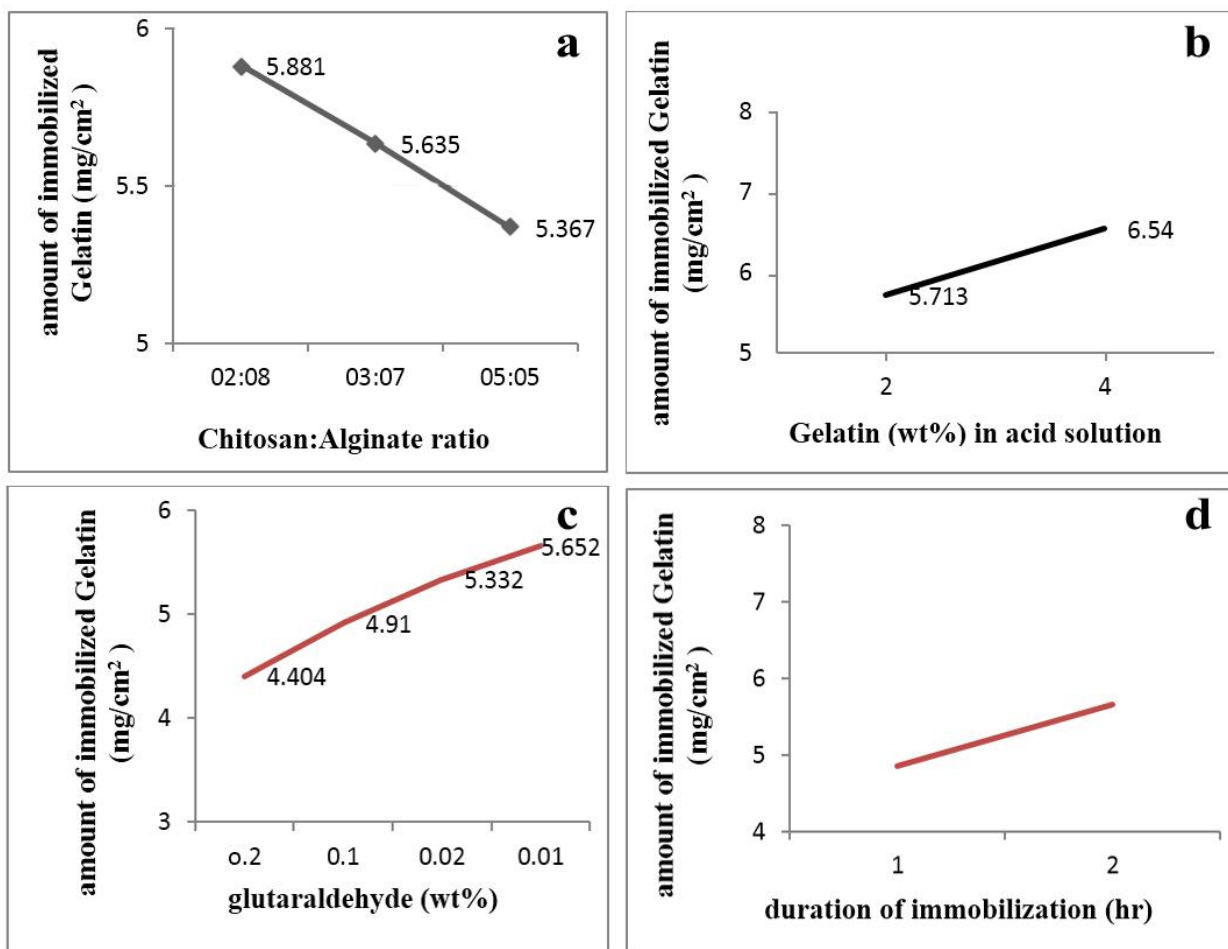 a
amount of immobilized
Gelatin (mg/cm²)
6
5.5
5
5.881
5.635
5.367
02:08 03:07 05:05
Chitosan:Alginate ratio
b
amount of immobilized Gelatin
(mg/cm² )
8
7
6
5
5.713
6.54
2 4
Gelatin (wt%) in acid solution
c
amount of immobilized Gelatin
(mg/cm² )
6
5
4
3
4.404
4.91
5.332
5.652
o.2 0.1 0.02 0.01
glutaraldehyde (wt%)
d
amount of immobilized Gelatin
(mg/cm² )
8
7
6
5
4
1 2
duration of immobilization (hr)